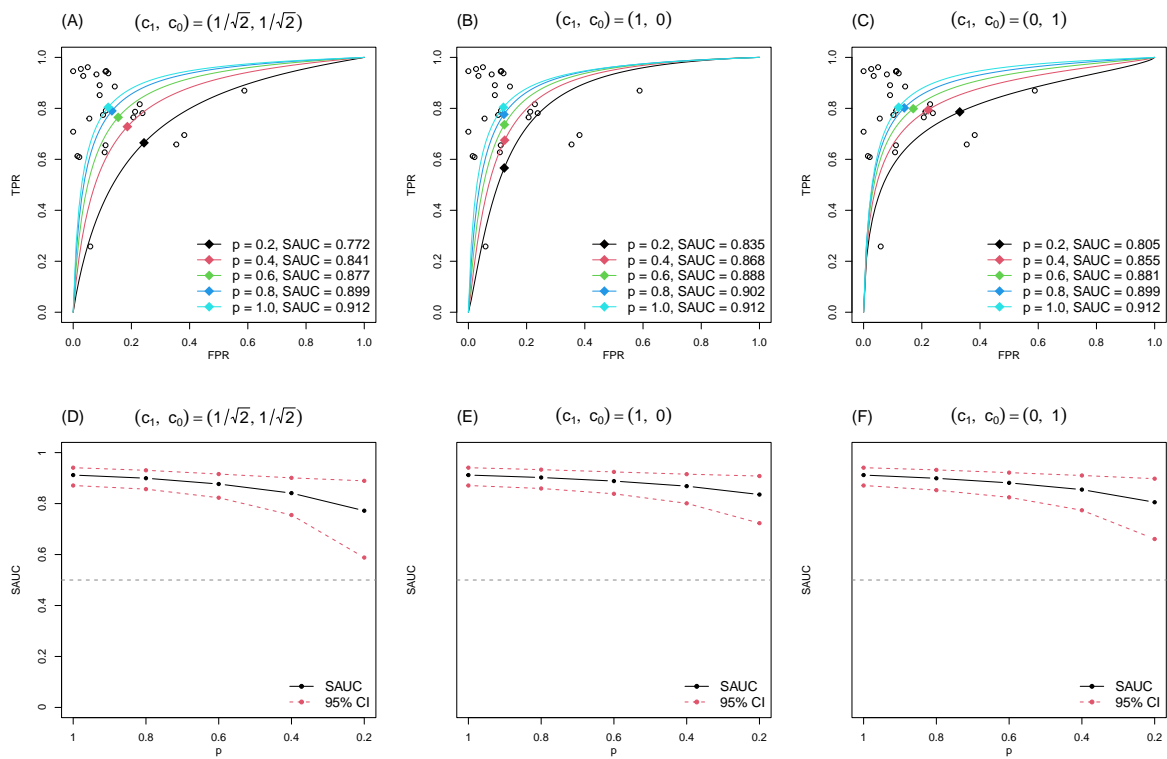 (A) (c₁, c₀) = (1/√2, 1/√2)
TPR
1.0
0.8
0.6
0.4
0.2
0.0
p = 0.2, SAUC = 0.772
p = 0.4, SAUC = 0.841
p = 0.6, SAUC = 0.877
p = 0.8, SAUC = 0.899
p = 1.0, SAUC = 0.912
0.0 0.2 0.4 0.6 0.8 1.0
FPR
(B) (c₁, c₀) = (1, 0)
TPR
1.0
0.8
0.6
0.4
0.2
0.0
p = 0.2, SAUC = 0.835
p = 0.4, SAUC = 0.868
p = 0.6, SAUC = 0.888
p = 0.8, SAUC = 0.902
p = 1.0, SAUC = 0.912
0.0 0.2 0.4 0.6 0.8 1.0
FPR
(C) (c₁, c₀) = (0, 1)
TPR
1.0
0.8
0.6
0.4
0.2
0.0
p = 0.2, SAUC = 0.805
p = 0.4, SAUC = 0.855
p = 0.6, SAUC = 0.881
p = 0.8, SAUC = 0.899
p = 1.0, SAUC = 0.912
0.0 0.2 0.4 0.6 0.8 1.0
FPR
(D) (c₁, c₀) = (1/√2, 1/√2)
SAUC
1
0.8
0.6
0.4
0.2
0
SAUC
95% CI
1 0.8 0.6 0.4 0.2
p
(E) (c₁, c₀) = (1, 0)
SAUC
SAUC
95% CI
1 0.8 0.6 0.4 0.2
p
(F) (c₁, c₀) = (0, 1)
SAUC
SAUC
95% CI
1 0.8 0.6 0.4 0.2
p